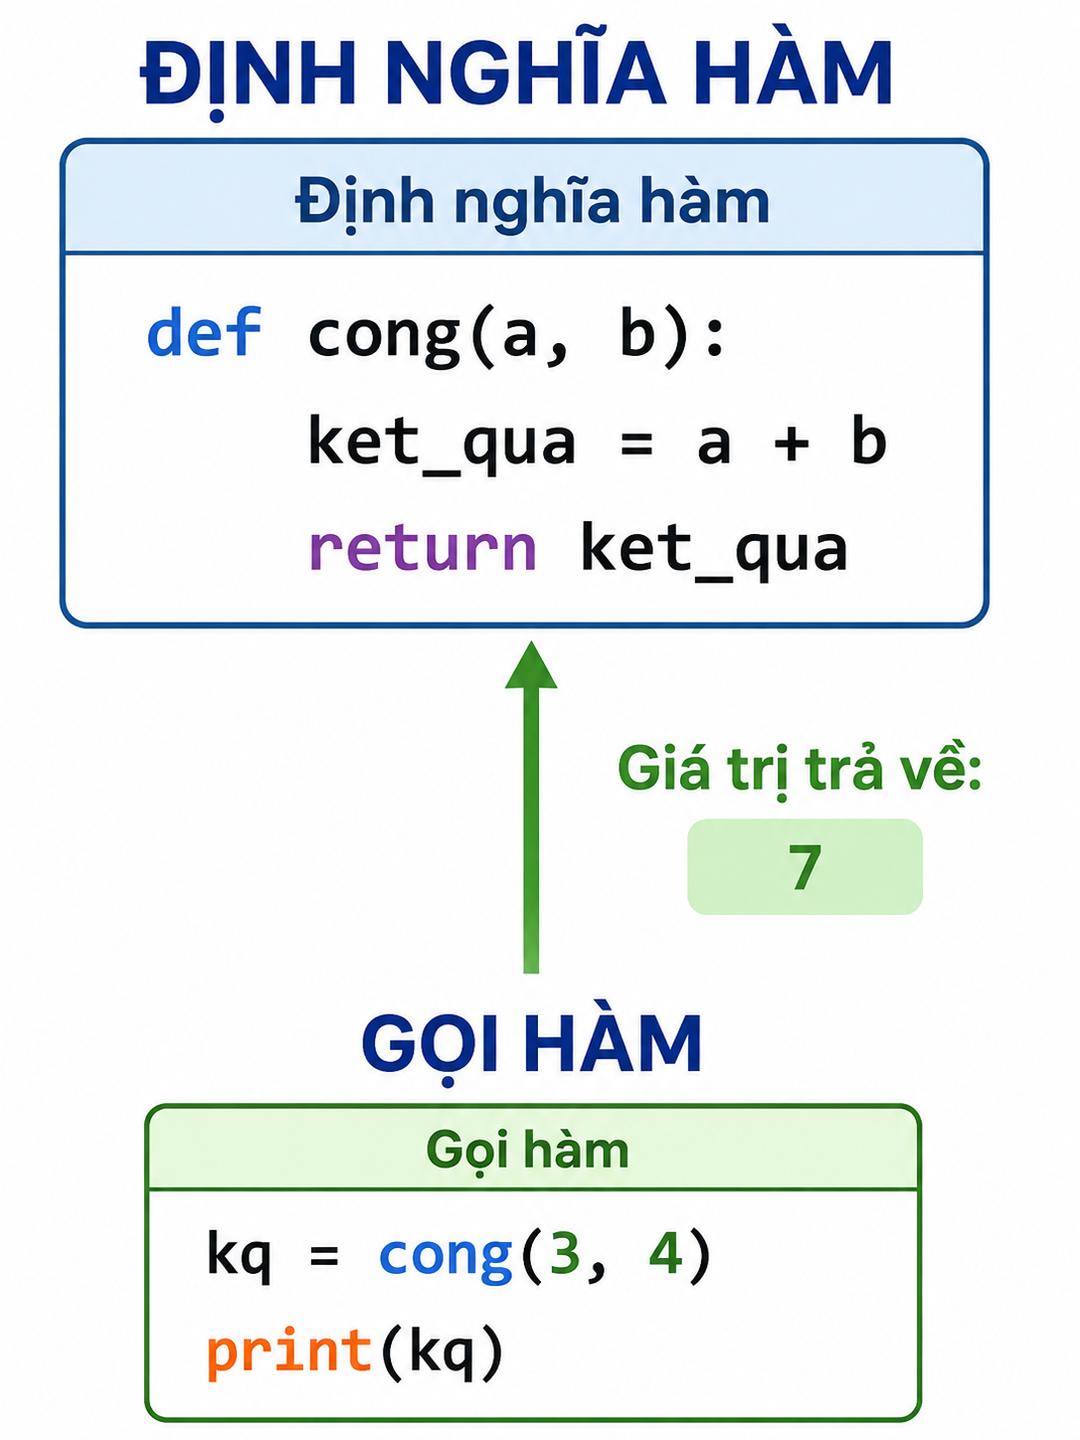 ĐỊNH NGHĨA HÀM
Định nghĩa hàm
def cong(a, b):
    ket_qua = a + b
    return ket_qua
Giá trị trả về:
7
GỌI HÀM
Gọi hàm
kq = cong(3, 4)
print(kq)